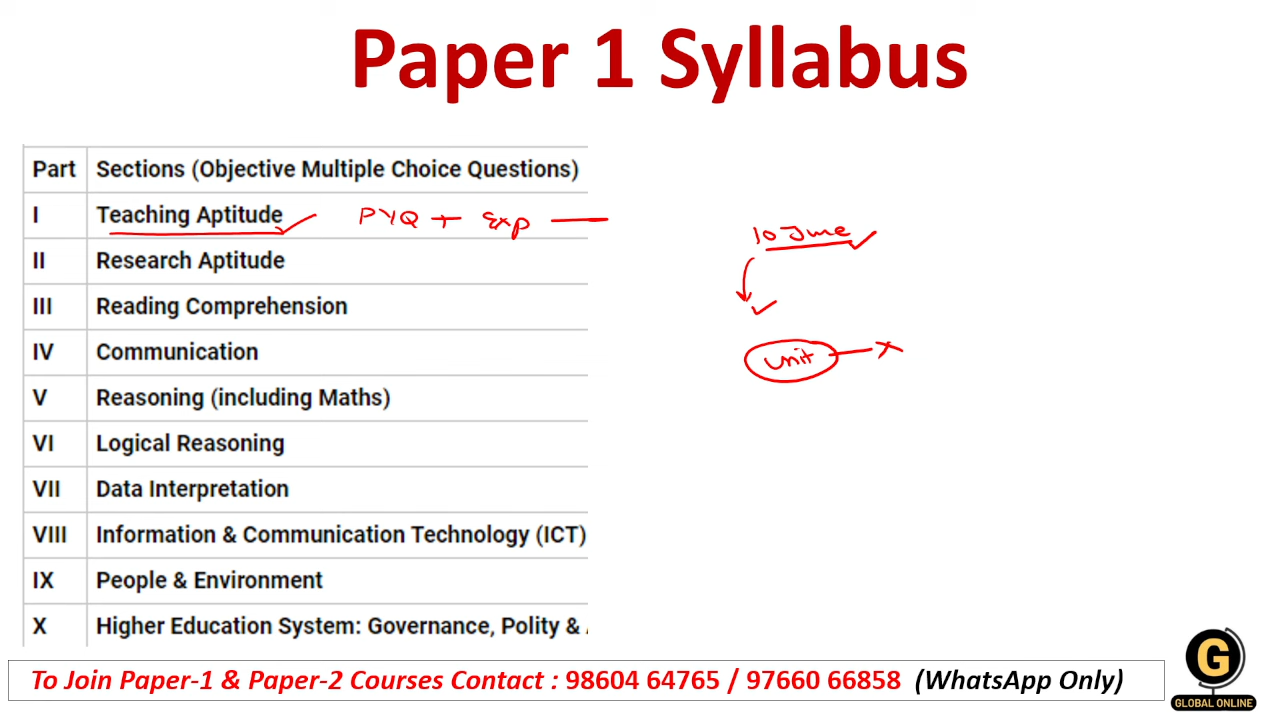 Paper 1 Syllabus
Part Sections (Objective Multiple Choice Questions)
I Teaching Aptitude PYQ + Exp
II Research Aptitude
III Reading Comprehension
IV Communication
V Reasoning (including Maths)
VI Logical Reasoning
VII Data Interpretation
VIII Information & Communication Technology (ICT)
IX People & Environment
X Higher Education System: Governance, Polity &
10 June
unit
To Join Paper-1 & Paper-2 Courses Contact : 98604 64765 / 97660 66858 (WhatsApp Only)
G
GLOBAL ONLINE